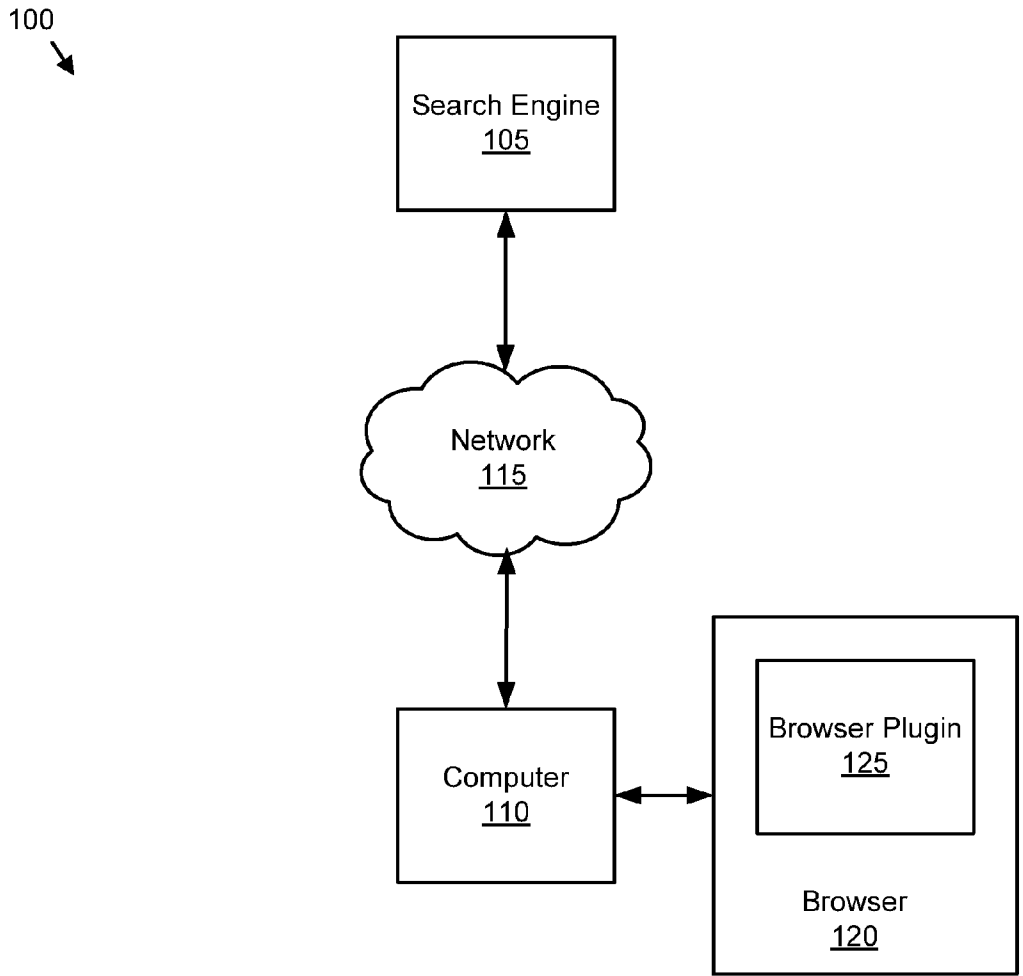 100
Search Engine
105
Network
115
Browser Plugin
125
Computer
110
Browser
120